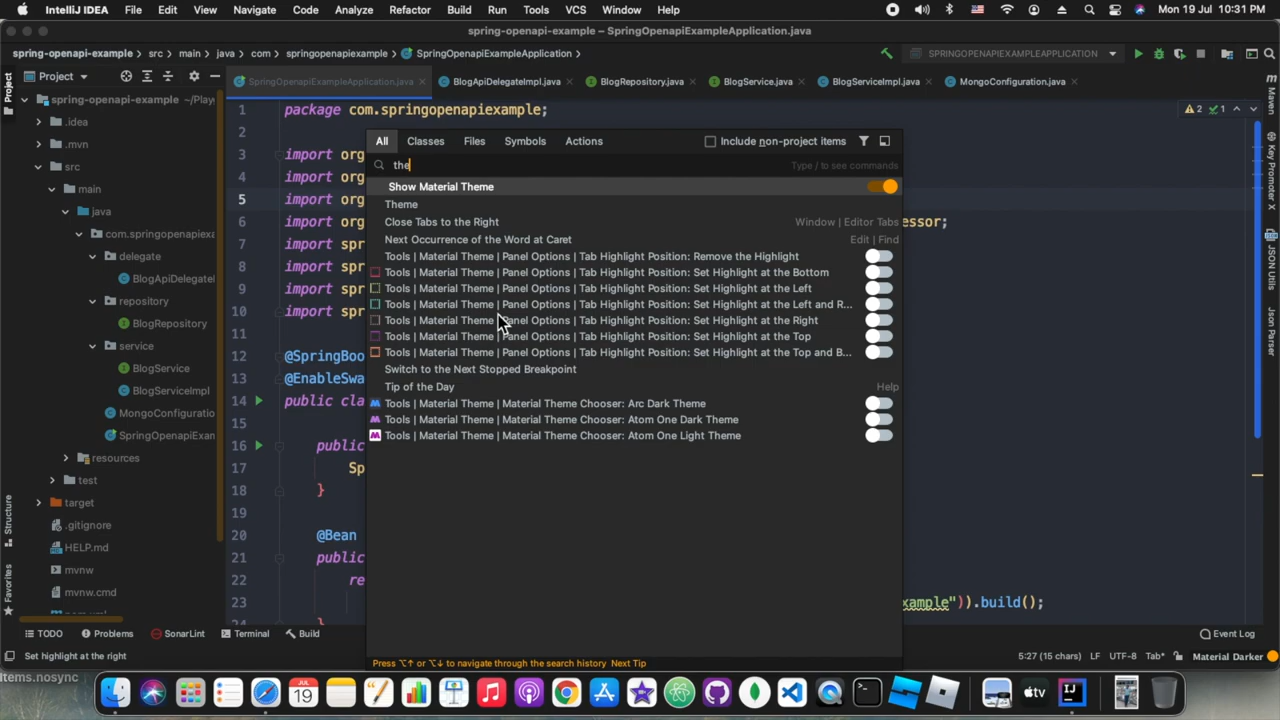 IntelliJ IDEA File Edit View Navigate Code Analyze Refactor Build Run Tools VCS Window Help Mon 19 Jul 10:31 PM
spring-openapi-example – SpringOpenapiExampleApplication.java
spring-openapi-example src main java com springopenapiexample SpringOpenapiExampleApplication SPRINGOPENAPIEXAMPLEAPPLICATION
Project SpringOpenapiExampleApplication.java BlogApiDelegateImpl.java BlogRepository.java BlogService.java BlogServiceImpl.java MongoConfiguration.java
Project
Structure
Favorites
Maven
Key Promoter X
JSON Utils
Json Parser
spring-openapi-example ~/Play
.idea
.mvn
src
main
java
com.springopenapiexa
delegate
BlogApiDelegateI
repository
BlogRepository
service
BlogService
BlogServiceImpl
MongoConfiguratio
SpringOpenapiExan
resources
test
target
.gitignore
HELP.md
mvnw
mvnw.cmd
1 package com.springopenapiexample; 2 1
2
3 import org
4 import org
5 import org
6 import org ssor;
7 import spr
8 import spr
9 import spr
10 import spr
11
12 @SpringBoo
13 @EnableSwa
14 public cla
15
16 public
17 Sp
18 }
19
20 @Bean
21 public
22 re
23 example")).build();
24 }
All Classes Files Symbols Actions Include non-project items
the Type / to see commands
Show Material Theme
Theme
Close Tabs to the Right Window | Editor Tabs
Next Occurrence of the Word at Caret Edit | Find
Tools | Material Theme | Panel Options | Tab Highlight Position: Remove the Highlight
Tools | Material Theme | Panel Options | Tab Highlight Position: Set Highlight at the Bottom
Tools | Material Theme | Panel Options | Tab Highlight Position: Set Highlight at the Left
Tools | Material Theme | Panel Options | Tab Highlight Position: Set Highlight at the Left and R...
Tools | Material Theme | Panel Options | Tab Highlight Position: Set Highlight at the Right
Tools | Material Theme | Panel Options | Tab Highlight Position: Set Highlight at the Top
Tools | Material Theme | Panel Options | Tab Highlight Position: Set Highlight at the Top and B...
Switch to the Next Stopped Breakpoint
Tip of the Day Help
Tools | Material Theme | Material Theme Chooser: Arc Dark Theme
Tools | Material Theme | Material Theme Chooser: Atom One Dark Theme
Tools | Material Theme | Material Theme Chooser: Atom One Light Theme
Press ⌥↑ or ⌥↓ to navigate through the search history Next Tip
TODO Problems SonarLint Terminal Build Event Log
Set highlight at the right 5:27 (15 chars) LF UTF-8 Tab* Material Darker
Items.nosync
JUL
19
tv
IJ